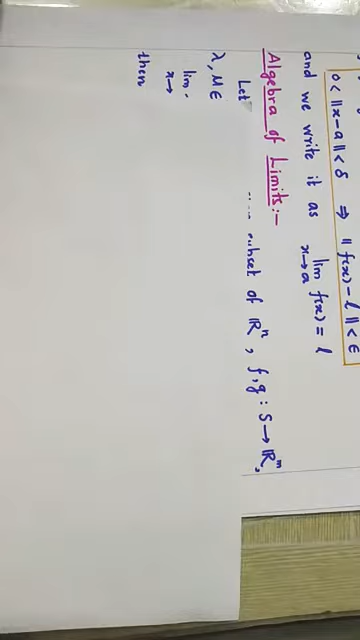 0 < ||x-a|| < δ ⇒ || f(x) - l || < ε
and we write it as lim f(x) = l
x→a
Algebra of Limits:-
Let subset of ℝⁿ, f,g : S → ℝᵐ,
λ, M ∈
lim
x→
then